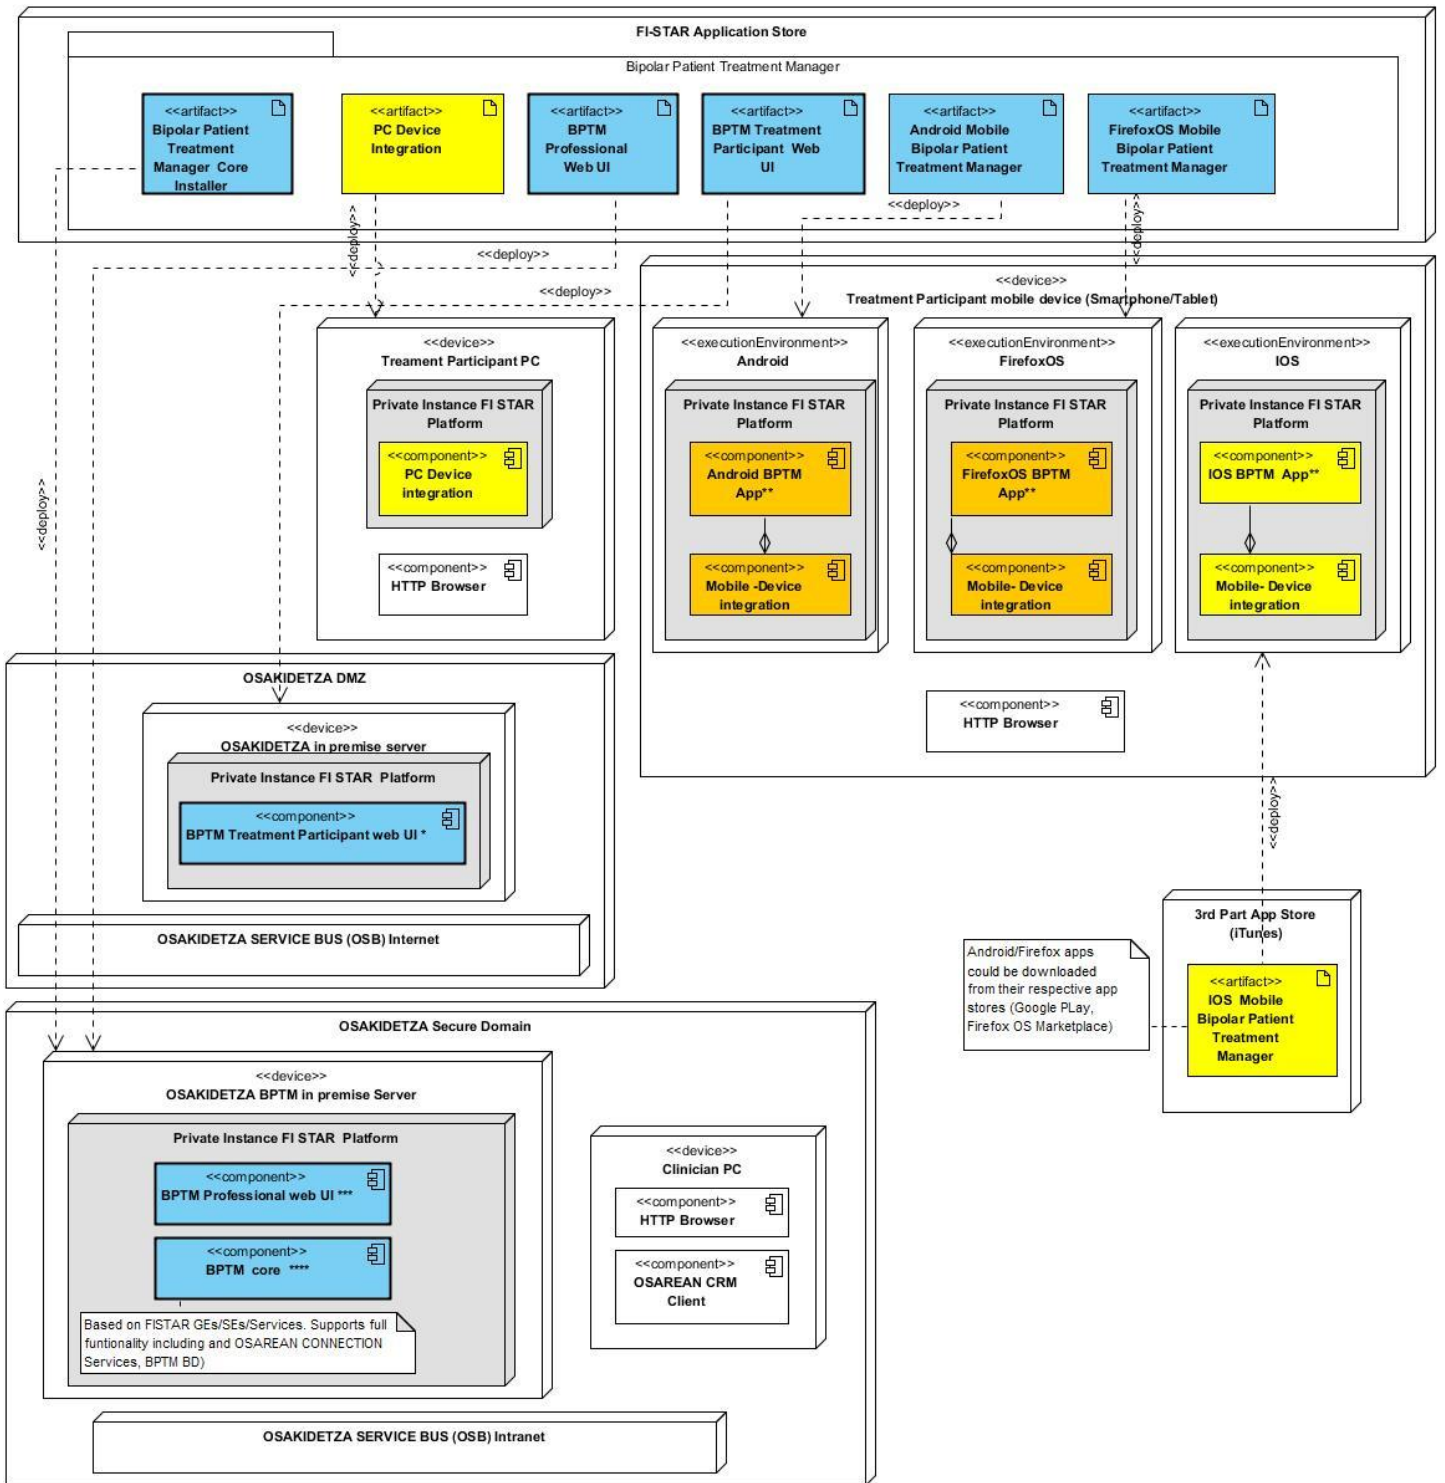 FI-STAR Application Store
Bipolar Patient Treatment Manager
<<artifact>>
Bipolar Patient
Treatment
Manager Core
Installer
<<artifact>>
PC Device
Integration
<<artifact>>
BPTM
Professional
Web UI
<<artifact>>
BPTM Treatment
Participant Web
UI
<<artifact>>
Android Mobile
Bipolar Patient
Treatment Manager
<<artifact>>
FirefoxOS Mobile
Bipolar Patient
Treatment Manager
<<deploy>>
<<deploy>>
<<deploy>>
<<deploy>>
<<deploy>>
<<deploy>>
<<deploy>>
<<device>>
Treament Participant PC
Private Instance FI STAR
Platform
<<component>>
PC Device
integration
<<component>>
HTTP Browser
<<device>>
Treatment Participant mobile device (Smartphone/Tablet)
<<executionEnvironment>>
Android
Private Instance FI STAR
Platform
<<component>>
Android BPTM
App**
<<component>>
Mobile -Device
integration
<<executionEnvironment>>
FirefoxOS
Private Instance FI STAR
Platform
<<component>>
FirefoxOS BPTM
App**
<<component>>
Mobile- Device
integration
<<executionEnvironment>>
IOS
Private Instance FI STAR
Platform
<<component>>
IOS BPTM App**
<<component>>
Mobile- Device
integration
<<component>>
HTTP Browser
OSAKIDETZA DMZ
<<device>>
OSAKIDETZA in premise server
Private Instance FI STAR Platform
<<component>>
BPTM Treatment Participant web UI *
OSAKIDETZA SERVICE BUS (OSB) Internet
<<deploy>>
3rd Part App Store
(iTunes)
<<artifact>>
IOS Mobile
Bipolar Patient
Treatment
Manager
Android/Firefox apps
could be downloaded
from their respective app
stores (Google PLay,
Firefox OS Marketplace)
OSAKIDETZA Secure Domain
<<device>>
OSAKIDETZA BPTM in premise Server
Private Instance FI STAR Platform
<<component>>
BPTM Professional web UI ***
<<component>>
BPTM core ****
Based on FISTAR GEs/SEs/Services. Supports full
funtionality including and OSAREAN CONNECTION
Services, BPTM BD)
<<device>>
Clinician PC
<<component>>
HTTP Browser
<<component>>
OSAREAN CRM
Client
OSAKIDETZA SERVICE BUS (OSB) Intranet